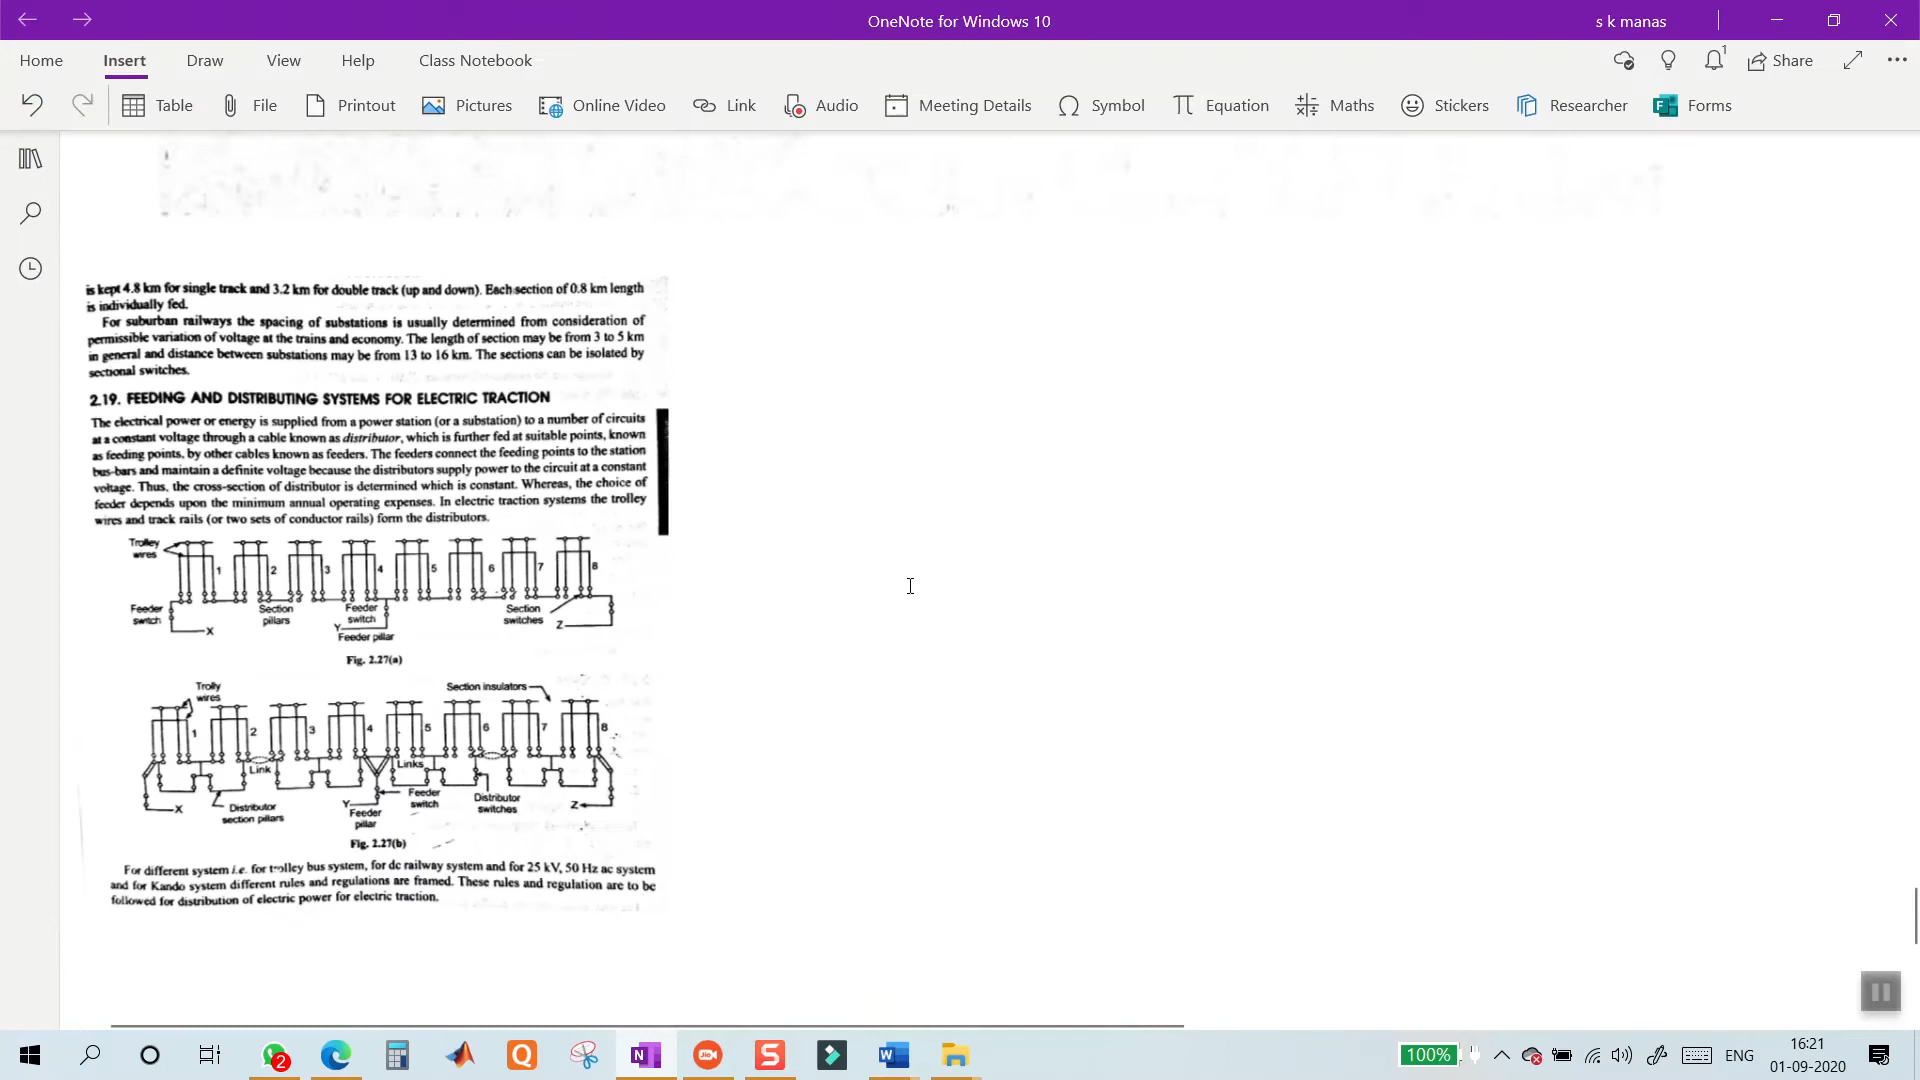 OneNote for Windows 10
s k manas
Home
Insert
Draw
View
Help
Class Notebook
1
Share
Table
File
Printout
Pictures
Online Video
Link
Audio
Meeting Details
Symbol
Equation
Maths
Stickers
Researcher
Forms
is kept 4.8 km for single track and 3.2 km for double track (up and down). Each section of 0.8 km length
is individually fed.
For suburban railways the spacing of substations is usually determined from consideration of
permissible variation of voltage at the trains and economy. The length of section may be from 3 to 5 km
in general and distance between substations may be from 13 to 16 km. The sections can be isolated by
sectional switches.
2.19. FEEDING AND DISTRIBUTING SYSTEMS FOR ELECTRIC TRACTION
The electrical power or energy is supplied from a power station (or a substation) to a number of circuits
at a constant voltage through a cable known as distributor, which is further fed at suitable points, known
as feeding points, by other cables known as feeders. The feeders connect the feeding points to the station
bus-bars and maintain a definite voltage because the distributors supply power to the circuit at a constant
voltage. Thus, the cross-section of distributor is determined which is constant. Whereas, the choice of
feeder depends upon the minimum annual operating expenses. In electric traction systems the trolley
wires and track rails (or two sets of conductor rails) form the distributors.
Trolley
wires
1
2
3
4
5
6
7
8
Feeder
switch
X
Section
pillars
Feeder
switch
Y
Feeder pillar
Section
switches
Z
Fig. 2.27(a)
Trolly
wires
Section insulators
1
2
3
4
5
6
7
8
Link
Links
X
Distributor
section pillars
Y
Feeder
pillar
Feeder
switch
Distributor
switches
Z
Fig. 2.27(b)
For different system i.e. for trolley bus system, for dc railway system and for 25 kV, 50 Hz ac system
and for Kando system different rules and regulations are framed. These rules and regulation are to be
followed for distribution of electric power for electric traction.
2
Q
N
Jio
S
W
100%
ENG
16:21
01-09-2020